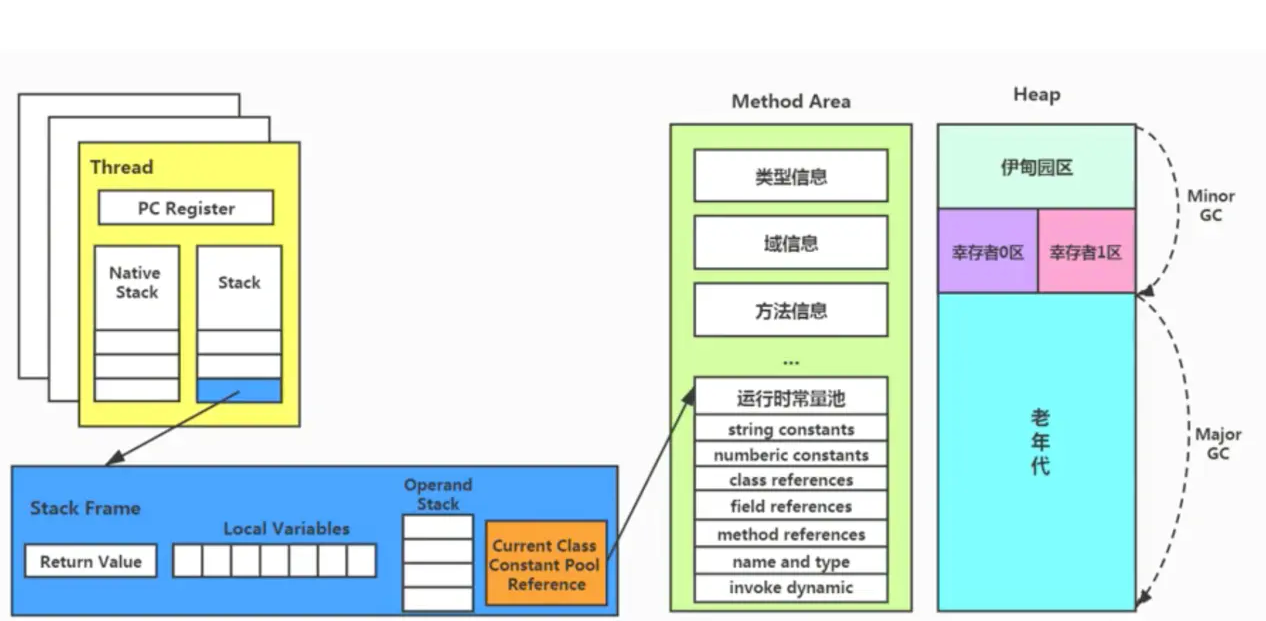 Thread
PC Register
Native
Stack
Stack
Stack Frame
Return Value
Local Variables
Operand
Stack
Current Class
Constant Pool
Reference
Method Area
类型信息
域信息
方法信息
...
运行时常量池
string constants
numberic constants
class references
field references
method references
name and type
invoke dynamic
Heap
伊甸园区
幸存者0区
幸存者1区
老
年
代
Minor
GC
Major
GC